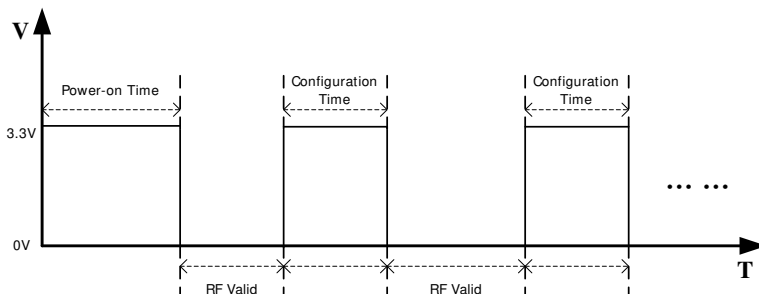 V
Power-on Time
Configuration
Time
Configuration
Time
3.3V
... ...
0V
T
RF Valid
RF Valid